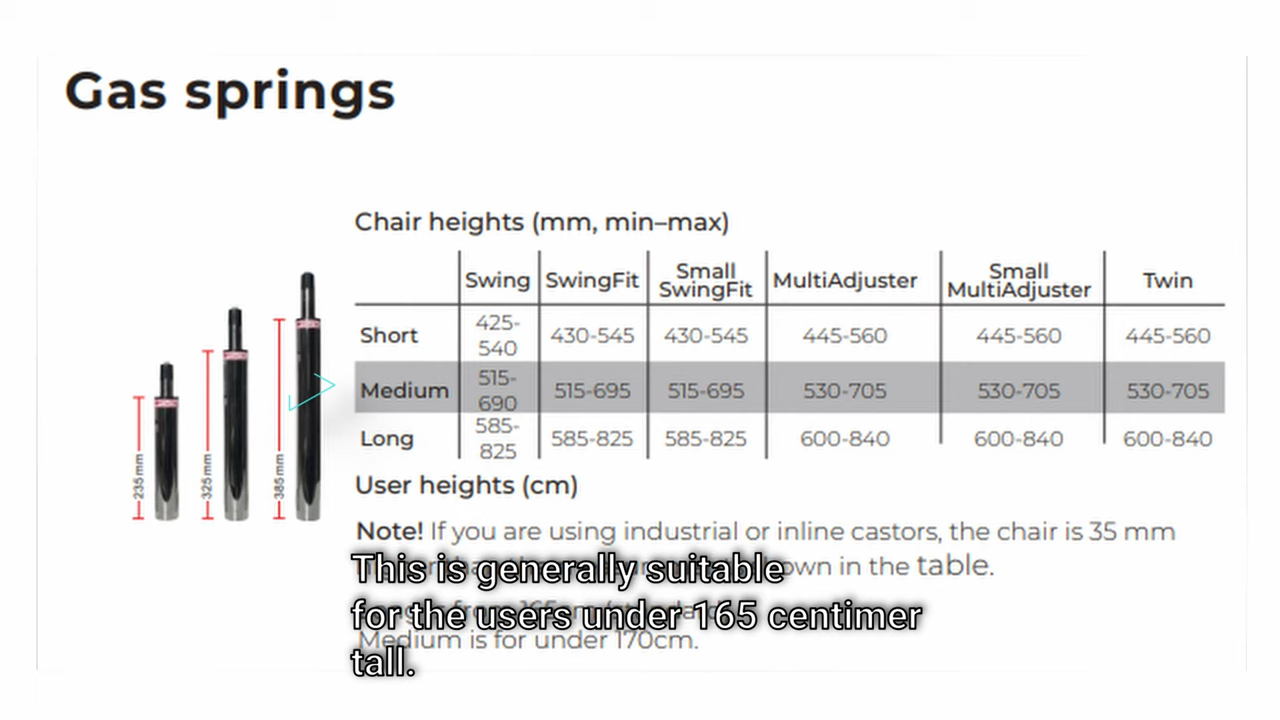 Gas springs
Chair heights (mm, min–max)
Swing SwingFit Small SwingFit MultiAdjuster Small MultiAdjuster Twin
Short 425-540 430-545 430-545 445-560 445-560 445-560
Medium 515-690 515-695 515-695 530-705 530-705 530-705
Long 585-825 585-825 585-825 600-840 600-840 600-840
235 mm 325 mm 385 mm
User heights (cm)
Note! If you are using industrial or inline castors, the chair is 35 mm
in the table.
This is generally suitable
for the users under 165 centimer
Medium is for under 170cm.
tall.